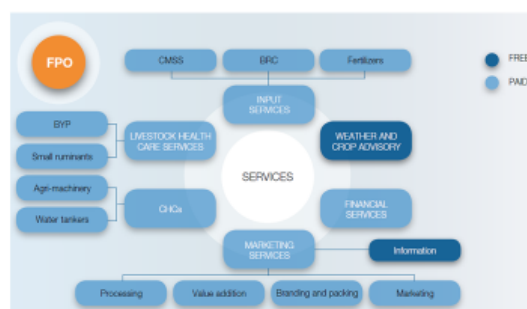 FPO
CMSS
BRC
Fertilizers
FREE
PAID
INPUT
SERVICES
BYP
LIVESTOCK HEALTH
CARE SERVICES
WEATHER AND
CROP ADVISORY
Small ruminants
SERVICES
Agri-machinery
CHCs
FINANCIAL
SERVICES
Water tankers
MARKETING
SERVICES
Information
Processing
Value addition
Branding and packing
Marketing